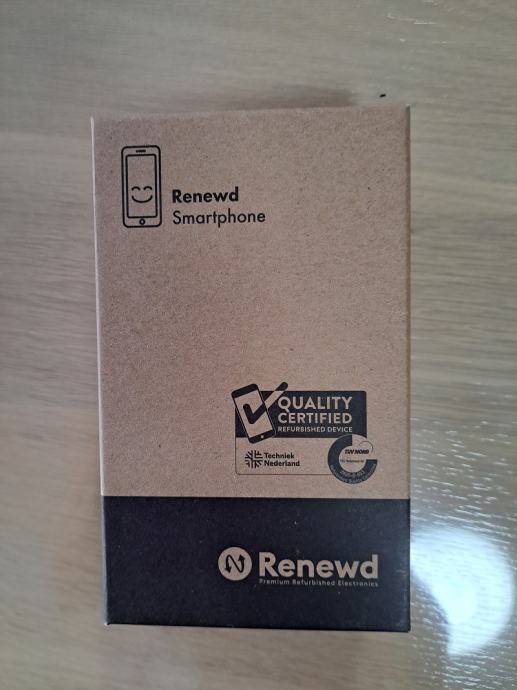 Renewd
Smartphone
QUALITY
CERTIFIED
REFURBISHED DEVICE
Techniek
Nederland
TÜV NORD
Renewd
Premium Refurbished Electronics